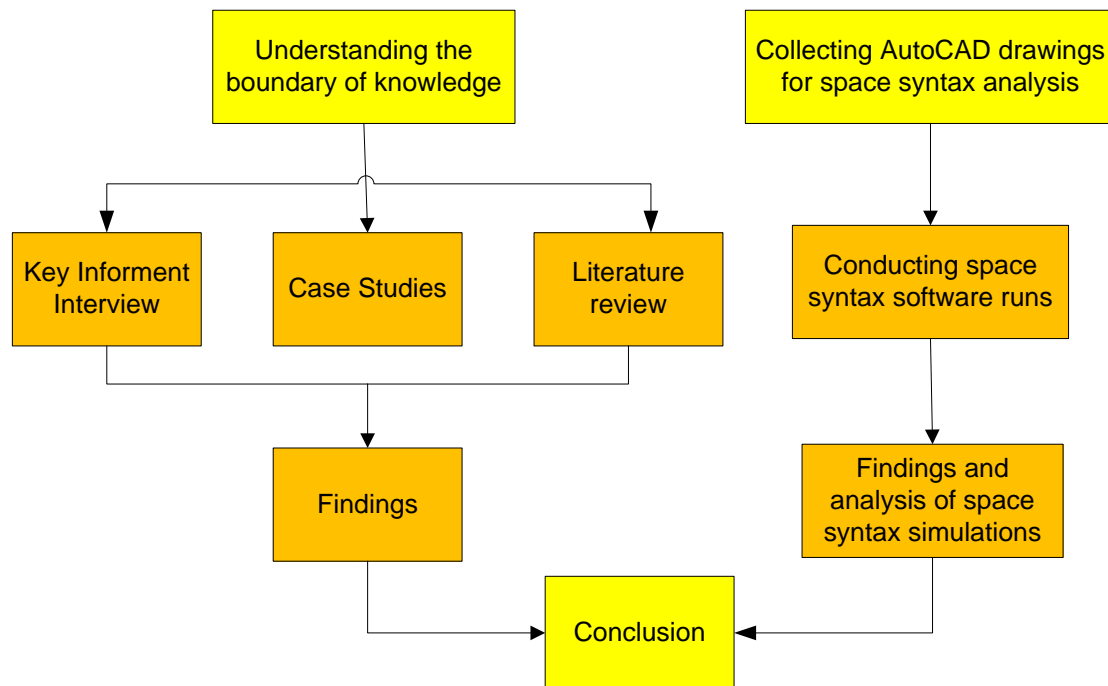 Understanding the
boundary of knowledge
Collecting AutoCAD drawings
for space syntax analysis
Key Informent
Interview
Case Studies
Literature
review
Conducting space
syntax software runs
Findings
Findings and
analysis of space
syntax simulations
Conclusion